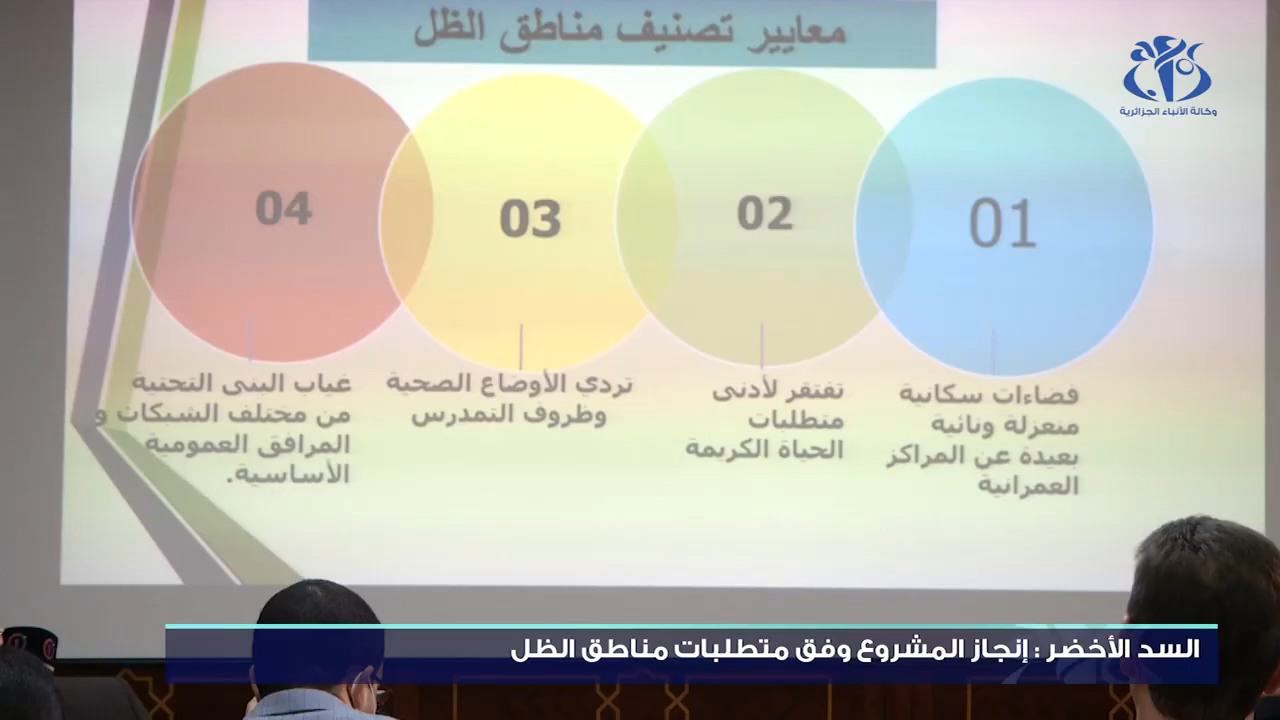 معايير تصنيف مناطق الظل
وكالة الأنباء الجزائرية
01
02
03
04
فضاءات سكانية
منعزلة ونائية
بعيدة عن المراكز
العمرانية
تفتقر لأدنى
متطلبات
الحياة الكريمة
تردي الأوضاع الصحية
وظروف التمدرس
غياب البنى التحتية
من مختلف الشبكات و
المرافق العمومية
الأساسية.
السد الأخضر : إنجاز المشروع وفق متطلبات مناطق الظل